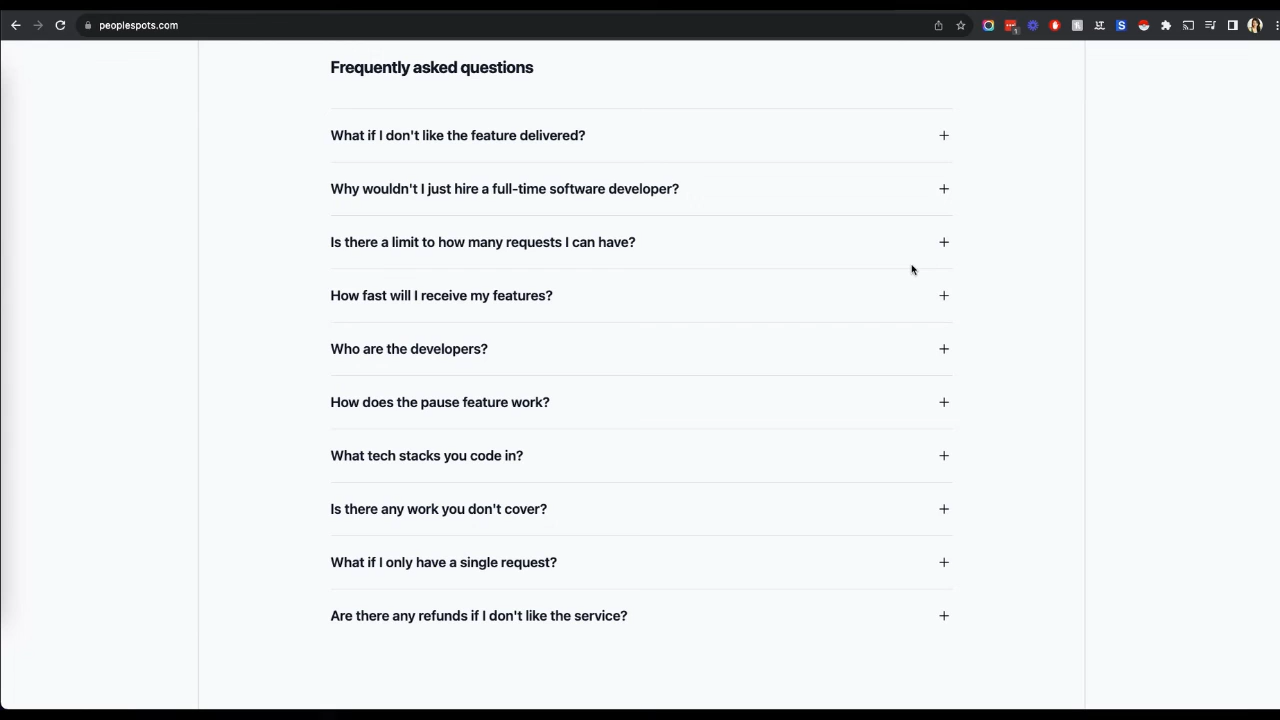 peoplespots.com
Frequently asked questions
What if I don't like the feature delivered?
Why wouldn't I just hire a full-time software developer?
Is there a limit to how many requests I can have?
How fast will I receive my features?
Who are the developers?
How does the pause feature work?
What tech stacks you code in?
Is there any work you don't cover?
What if I only have a single request?
Are there any refunds if I don't like the service?